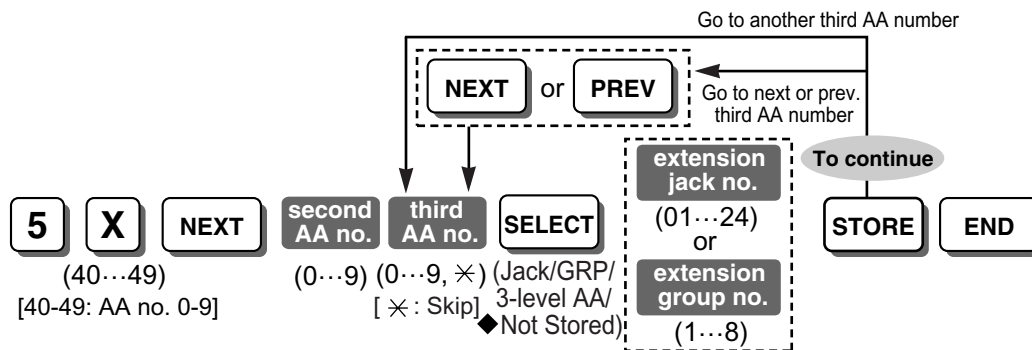 Go to another third AA number
NEXT or PREV
Go to next or prev.
third AA number
To continue
5 X NEXT
second
AA no.
third
AA no.
SELECT
extension
jack no.
(01···24)
or
extension
group no.
(1···8)
STORE END
(40···49)
[40-49: AA no. 0-9]
(0···9) (0···9, ✳)
[ ✳ : Skip]
(Jack/GRP/
3-level AA/
◆Not Stored)